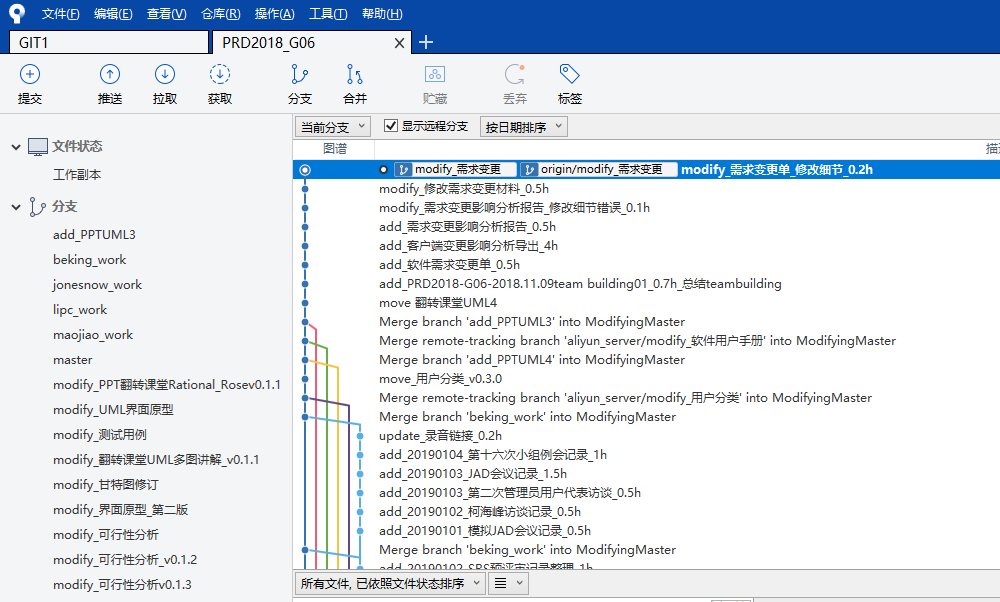 文件(F) 编辑(E) 查看(V) 仓库(R) 操作(A) 工具(T) 帮助(H)
GIT1 PRD2018_G06
提交 推送 拉取 获取 分支 合并 贮藏 丢弃 标签
文件状态
工作副本
分支
add_PPTUML3
beking_work
jonesnow_work
lipc_work
maojiao_work
master
modify_PPT翻转课堂Rational_Rosev0.1.1
modify_UML界面原型
modify_测试用例
modify_翻转课堂UML多图讲解_v0.1.1
modify_甘特图修订
modify_界面原型_第二版
modify_可行性分析
modify_可行性分析_v0.1.2
modify_可行性分析v0.1.3
当前分支 显示远程分支 按日期排序
图谱
modify_需求变更 origin/modify_需求变更 modify_需求变更单_修改细节_0.2h
modify_修改需求变更材料_0.5h
modify_需求变更影响分析报告_修改细节错误_0.1h
add_需求变更影响分析报告_0.5h
add_客户端变更影响分析导出_4h
add_软件需求变更单_0.5h
add_PRD2018-G06-2018.11.09team building01_0.7h_总结teambuilding
move 翻转课堂UML4
Merge branch 'add_PPTUML3' into ModifyingMaster
Merge remote-tracking branch 'aliyun_server/modify_软件用户手册' into ModifyingMaster
Merge branch 'add_PPTUML4' into ModifyingMaster
move_用户分类_v0.3.0
Merge remote-tracking branch 'aliyun_server/modify_用户分类' into ModifyingMaster
Merge branch 'beking_work' into ModifyingMaster
update_录音链接_0.2h
add_20190104_第十六次小组例会记录_1h
add_20190103_JAD会议记录_1.5h
add_20190103_第二次管理员用户代表访谈_0.5h
add_20190102_柯海峰访谈记录_0.5h
add_20190101_模拟JAD会议记录_0.5h
Merge branch 'beking_work' into ModifyingMaster
add_20190102_SRS预评审记录整理_1h
所有文件, 已依照文件状态排序